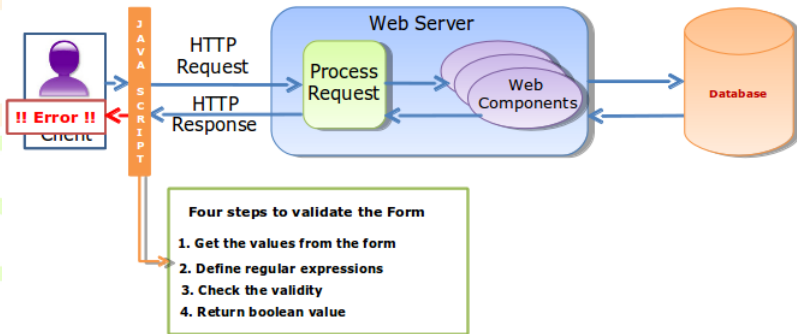 Web Server
JAVA SCRIPT
HTTP
Request
Process
Request
Web
Components
Database
!! Error !!
Client
HTTP
Response
Four steps to validate the Form
1. Get the values from the form
2. Define regular expressions
3. Check the validity
4. Return boolean value